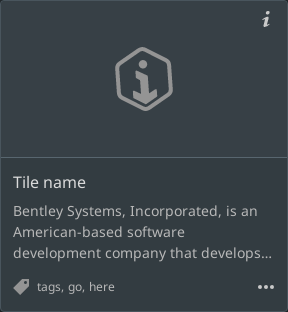 Tile name
Bentley Systems, Incorporated, is an
American-based software
development company that develops...
tags, go, here